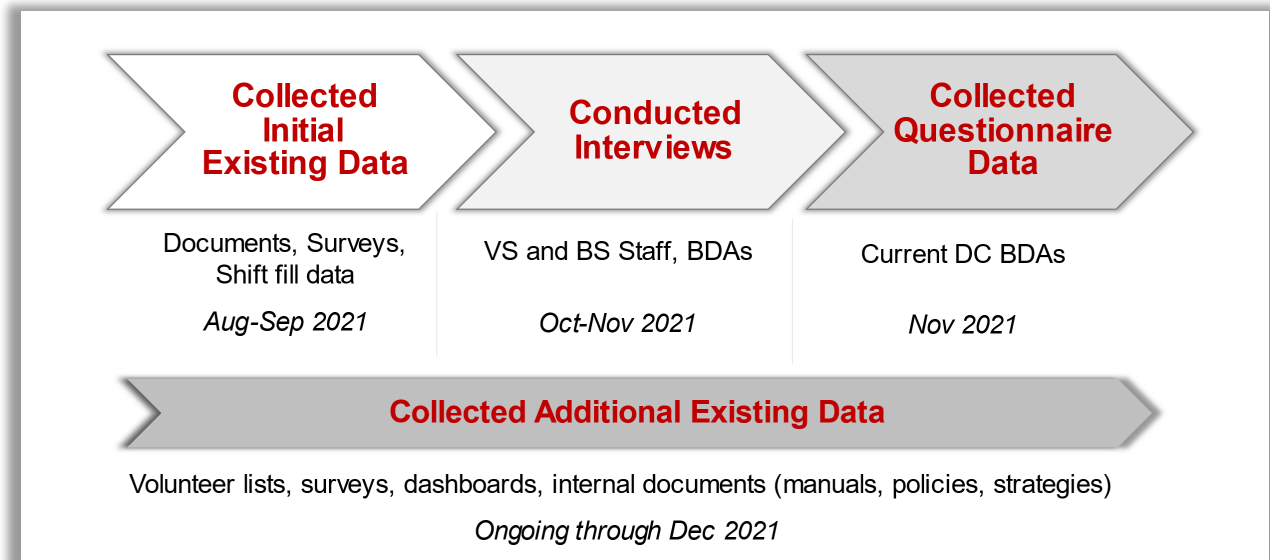 Collected
Initial
Existing Data
Documents, Surveys,
Shift fill data
Aug-Sep 2021
Conducted
Interviews
VS and BS Staff, BDAs
Oct-Nov 2021
Collected
Questionnaire
Data
Current DC BDAs
Nov 2021
Collected Additional Existing Data
Volunteer lists, surveys, dashboards, internal documents (manuals, policies, strategies)
Ongoing through Dec 2021